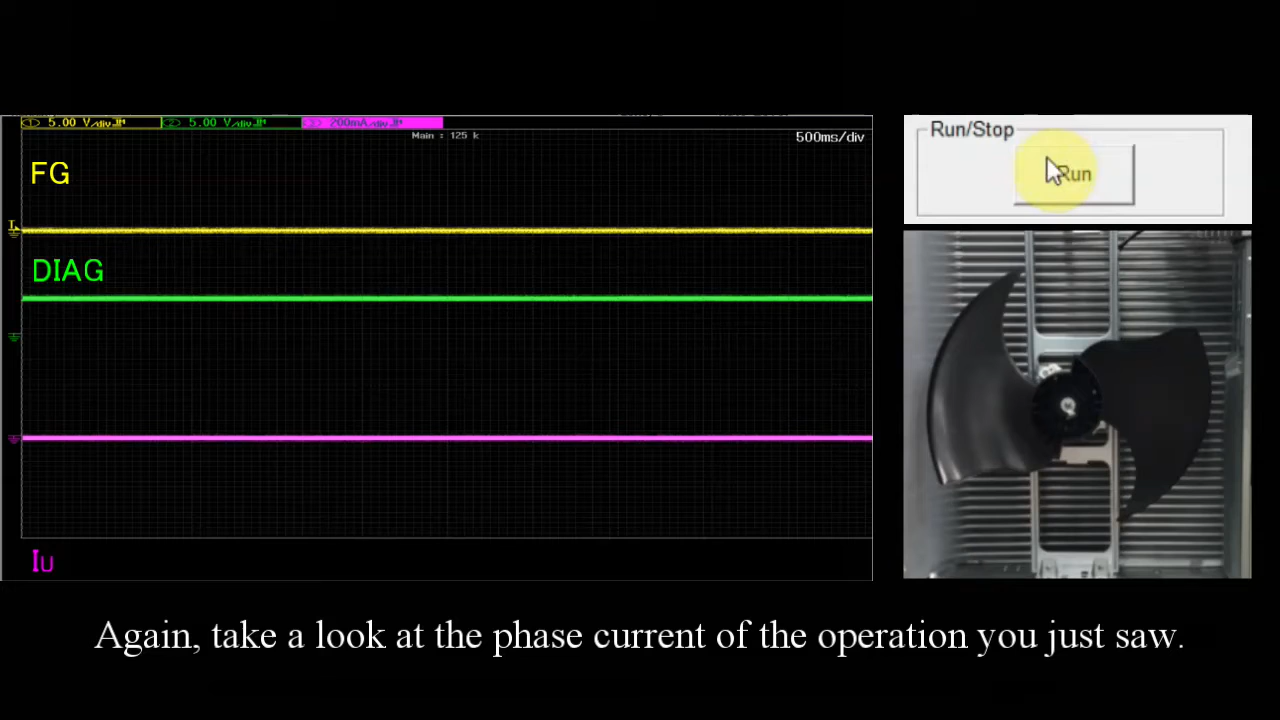 5.00 V/div
5.00 V/div
200mA/div
Main : 125 k
500ms/div
FG
T
DIAG
IU
Run/Stop
Run
Again, take a look at the phase current of the operation you just saw.